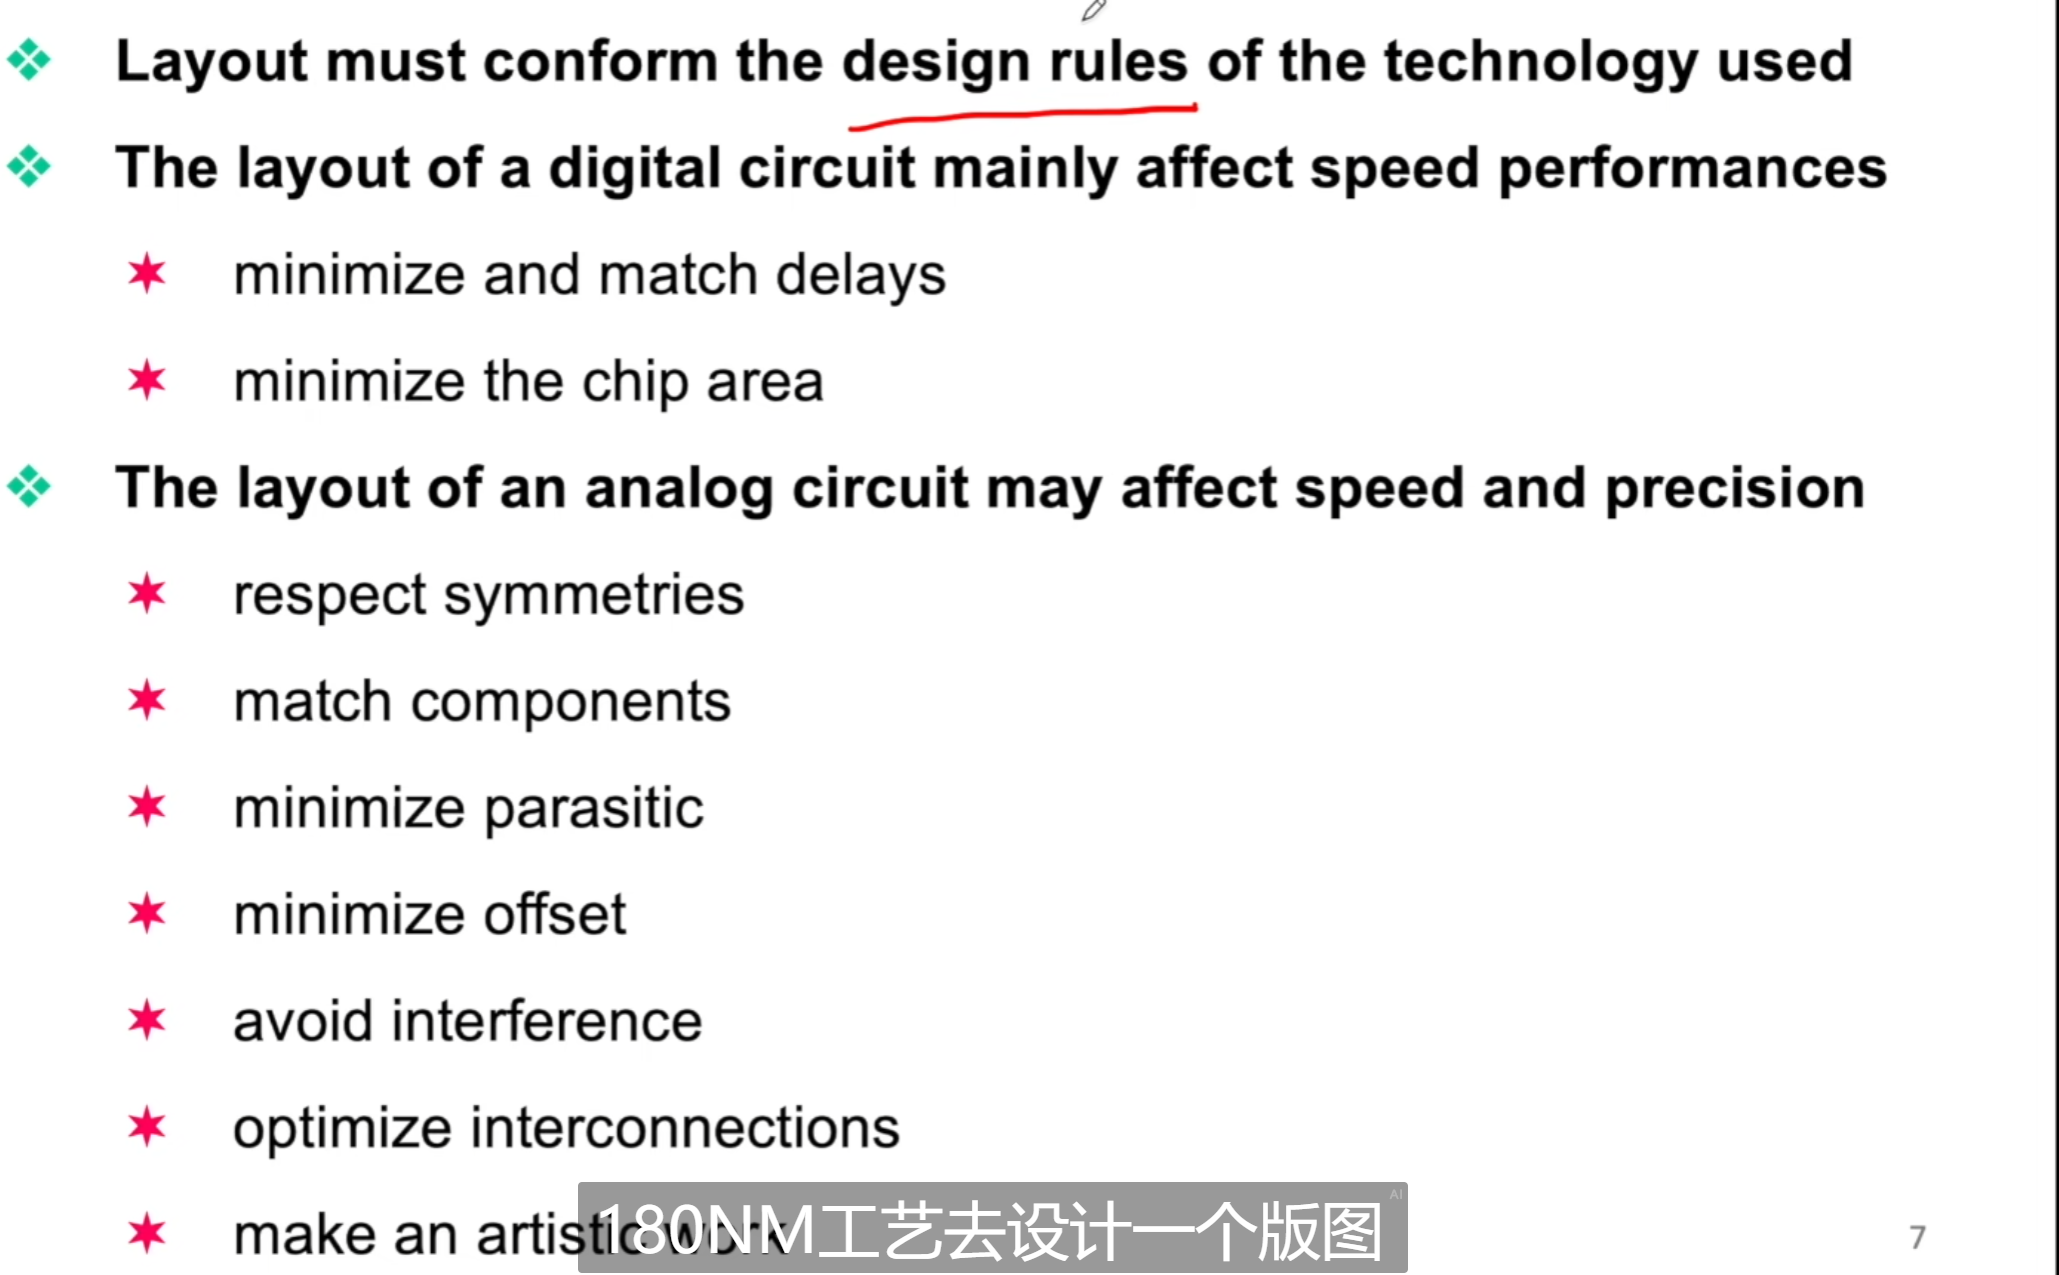 Layout must conform the design rules of the technology used
The layout of a digital circuit mainly affect speed performances
minimize and match delays
minimize the chip area
The layout of an analog circuit may affect speed and precision
respect symmetries
match components
minimize parasitic
minimize offset
avoid interference
optimize interconnections
make an artistic work
180NM工艺去设计一个版图
AI
7